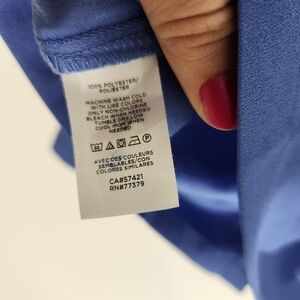 100% POLYESTER/
POLYESTER
MACHINE WASH COLD
WITH LIKE COLORS
ONLY NON-CHLORINE
BLEACH WHEN NEEDED
TUMBLE DRY LOW
COOL IRON WHEN
NEEDED
AVEC DES COULEURS
SEMBLABLES/CON
COLORES SIMILARES
CA#57421
RN#77379